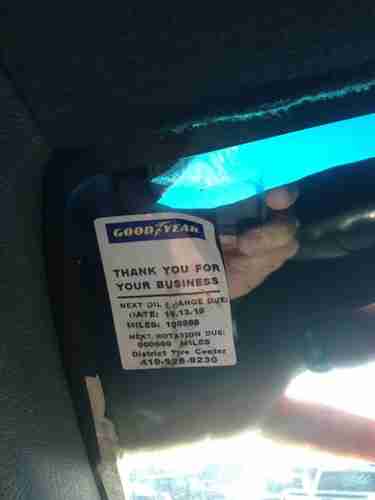 GOODYEAR
THANK YOU FOR
YOUR BUSINESS
NEXT OIL CHANGE DUE:
DATE:
MILES:
NEXT ROTATION DUE:
000000 MILES
District Tire Center